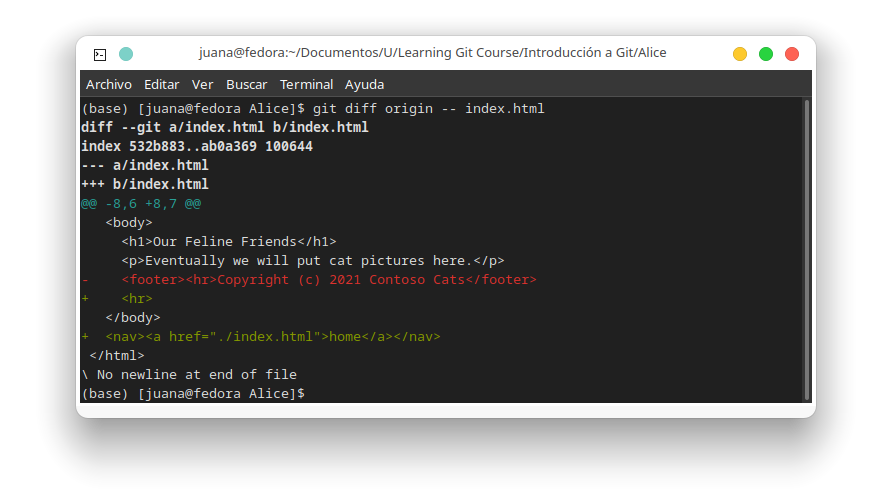 juana@fedora:~/Documentos/U/Learning Git Course/Introducción a Git/Alice
Archivo Editar Ver Buscar Terminal Ayuda
(base) [juana@fedora Alice]$ git diff origin -- index.html
diff --git a/index.html b/index.html
index 532b883..ab0a369 100644
--- a/index.html
+++ b/index.html
@@ -8,6 +8,7 @@
   <body>
     <h1>Our Feline Friends</h1>
     <p>Eventually we will put cat pictures here.</p>
-    <footer><hr>Copyright (c) 2021 Contoso Cats</footer>
+    <hr>
   </body>
+  <nav><a href="./index.html">home</a></nav>
 </html>
\ No newline at end of file
(base) [juana@fedora Alice]$